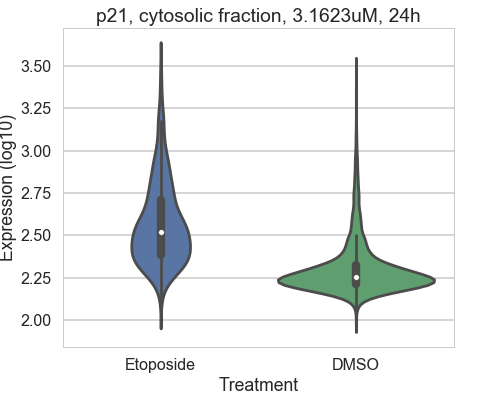 p21, cytosolic fraction, 3.1623uM, 24h
Expression (log10)
3.50
3.25
3.00
2.75
2.50
2.25
2.00
Etoposide
DMSO
Treatment